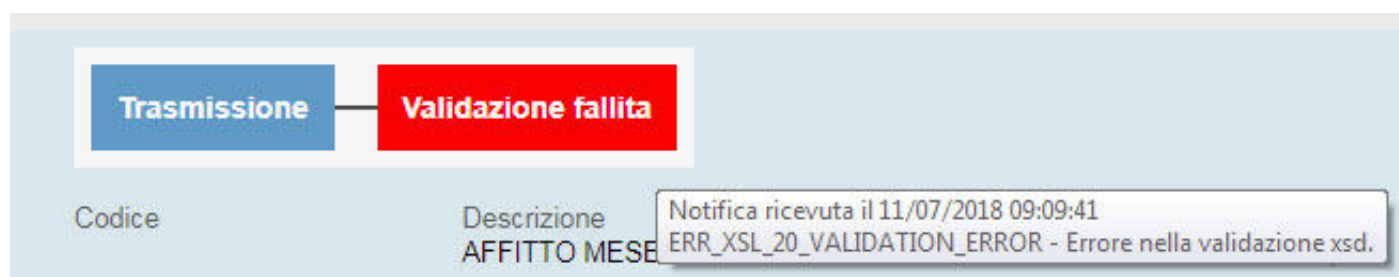 Trasmissione
Validazione fallita
Codice
Descrizione
AFFITTO MESE
Notifica ricevuta il 11/07/2018 09:09:41
ERR_XSL_20_VALIDATION_ERROR - Errore nella validazione xsd.